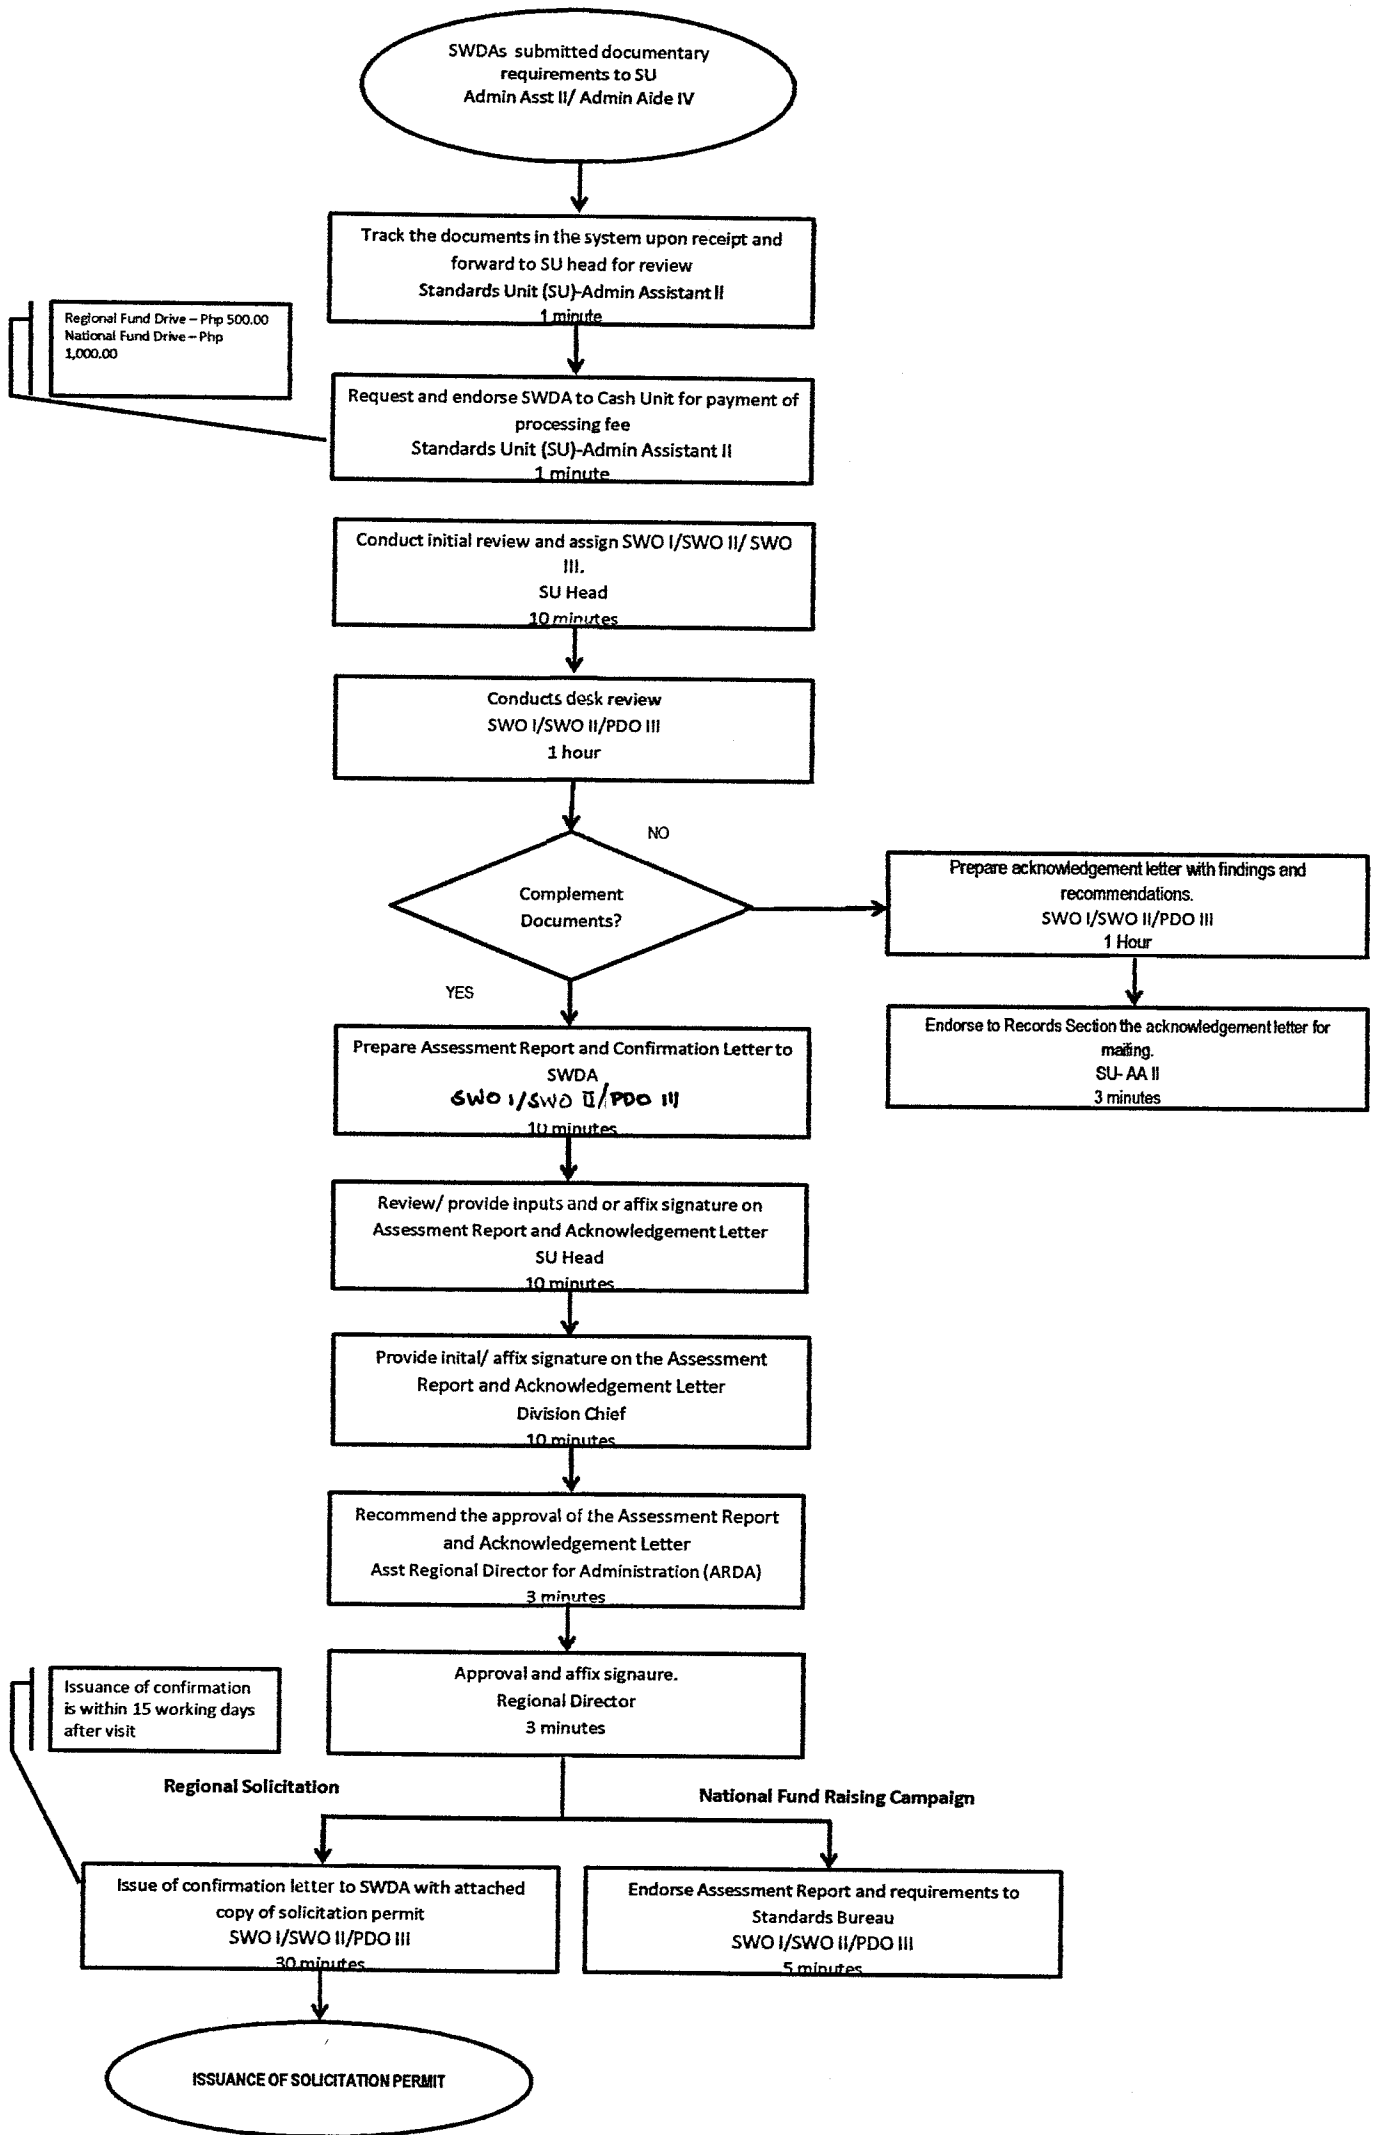 SWDAs submitted documentary
requirements to SU
Admin Asst II/ Admin Aide IV
Track the documents in the system upon receipt and
forward to SU head for review
Standards Unit (SU)-Admin Assistant II
1 minute
Regional Fund Drive – Php 500.00
National Fund Drive – Php
1,000.00
Request and endorse SWDA to Cash Unit for payment of
processing fee
Standards Unit (SU)-Admin Assistant II
1 minute
Conduct initial review and assign SWO I/SWO II/ SWO
III.
SU Head
10 minutes
Conducts desk review
SWO I/SWO II/PDO III
1 hour
NO
Complement
Documents?
Prepare acknowledgement letter with findings and
recommendations.
SWO I/SWO II/PDO III
1 Hour
YES
Endorse to Records Section the acknowledgement letter for
mailing.
SU- AA II
3 minutes
Prepare Assessment Report and Confirmation Letter to
SWDA
SWO I/SWO II/PDO III
10 minutes
Review/ provide inputs and or affix signature on
Assessment Report and Acknowledgement Letter
SU Head
10 minutes
Provide inital/ affix signature on the Assessment
Report and Acknowledgement Letter
Division Chief
10 minutes
Recommend the approval of the Assessment Report
and Acknowledgement Letter
Asst Regional Director for Administration (ARDA)
3 minutes
Approval and affix signaure.
Regional Director
3 minutes
Issuance of confirmation
is within 15 working days
after visit
Regional Solicitation
National Fund Raising Campaign
Issue of confirmation letter to SWDA with attached
copy of solicitation permit
SWO I/SWO II/PDO III
30 minutes
Endorse Assessment Report and requirements to
Standards Bureau
SWO I/SWO II/PDO III
5 minutes
ISSUANCE OF SOLICITATION PERMIT